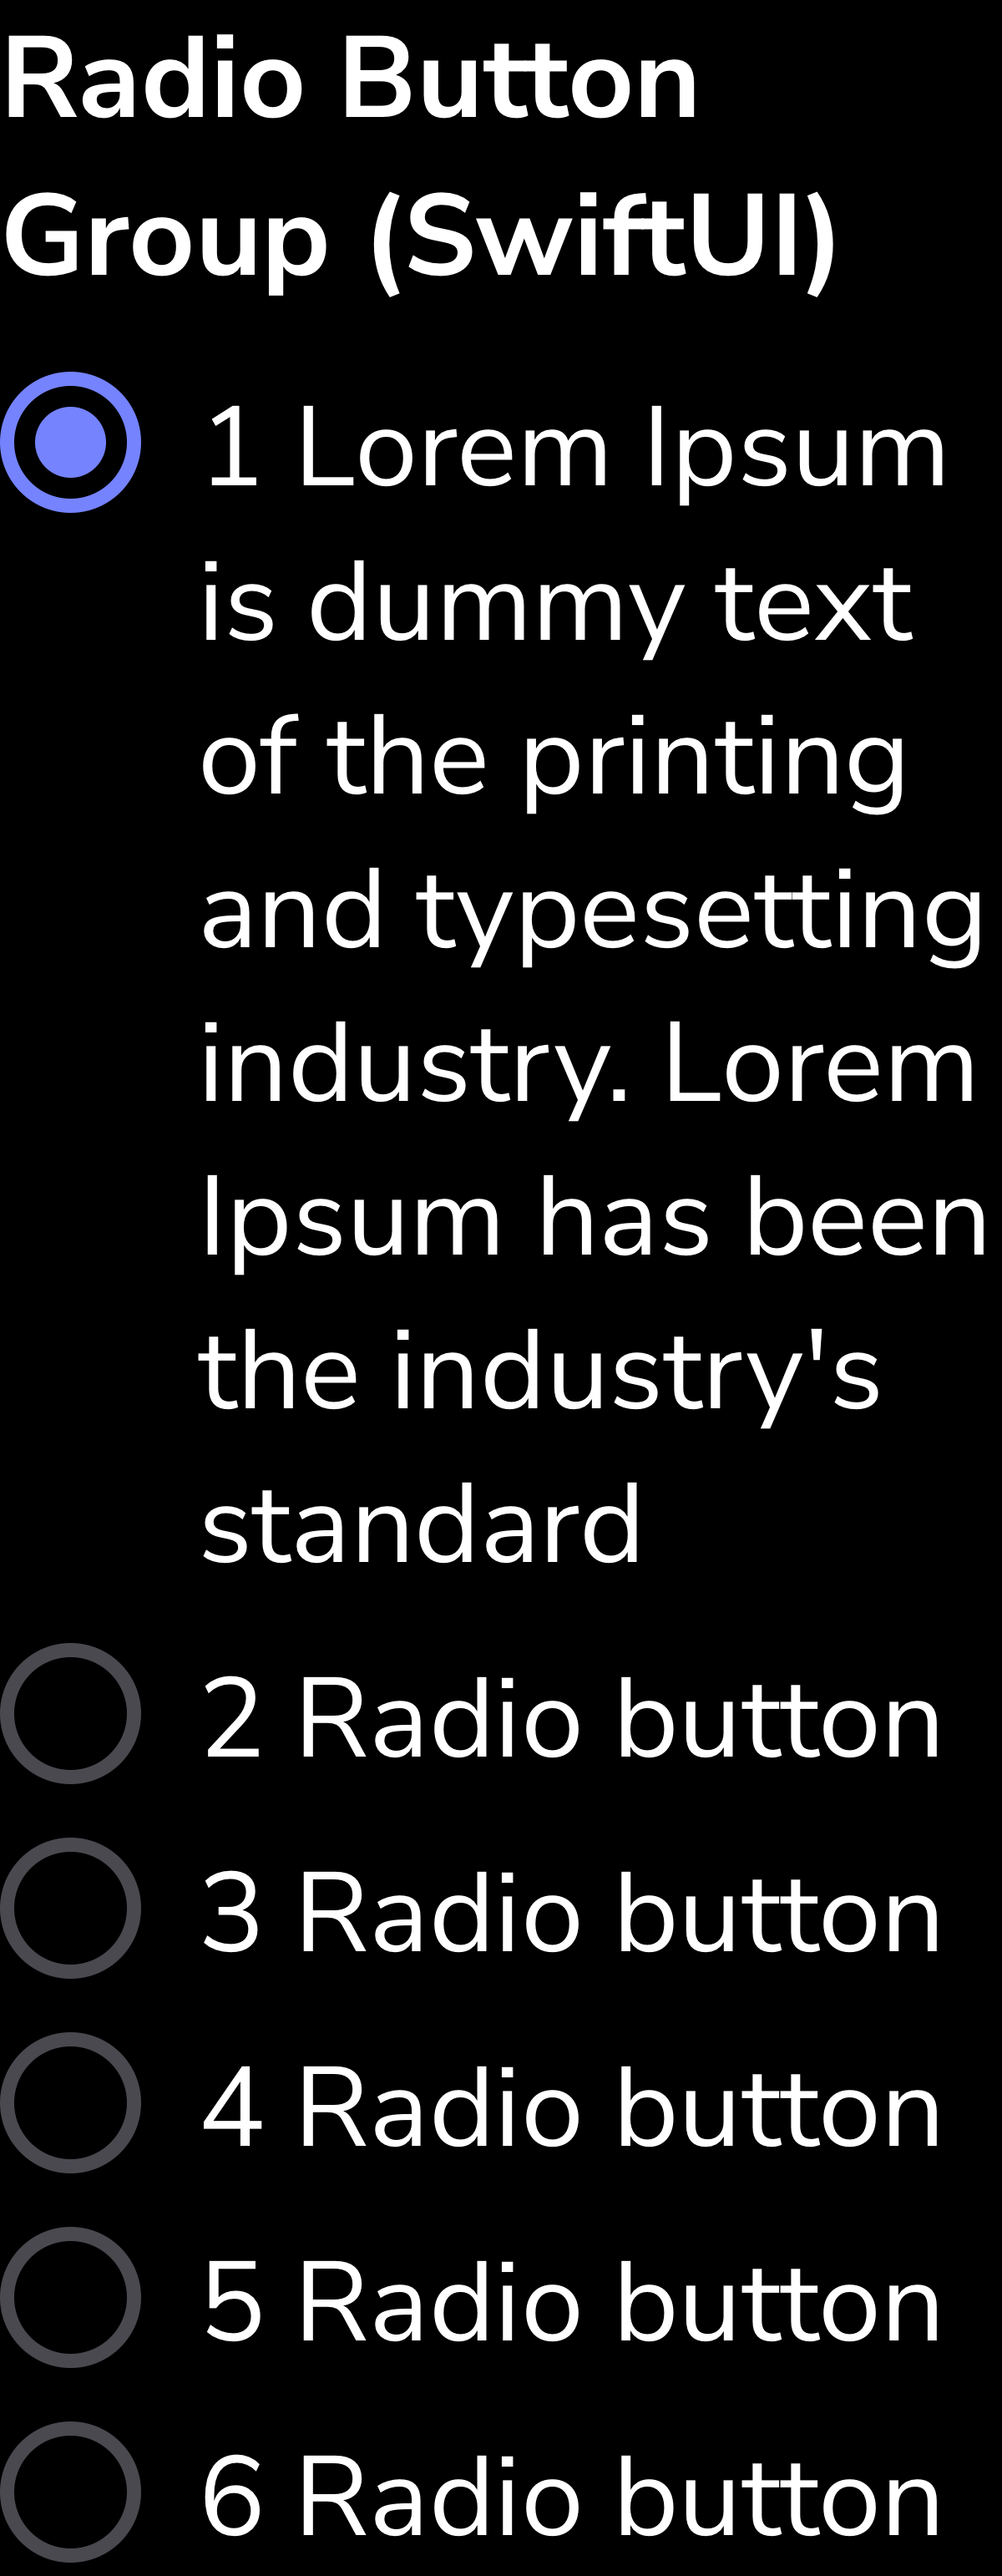 Radio Button
Group (SwiftUI)
1 Lorem Ipsum
is dummy text
of the printing
and typesetting
industry. Lorem
Ipsum has been
the industry's
standard
2 Radio button
3 Radio button
4 Radio button
5 Radio button
6 Radio button